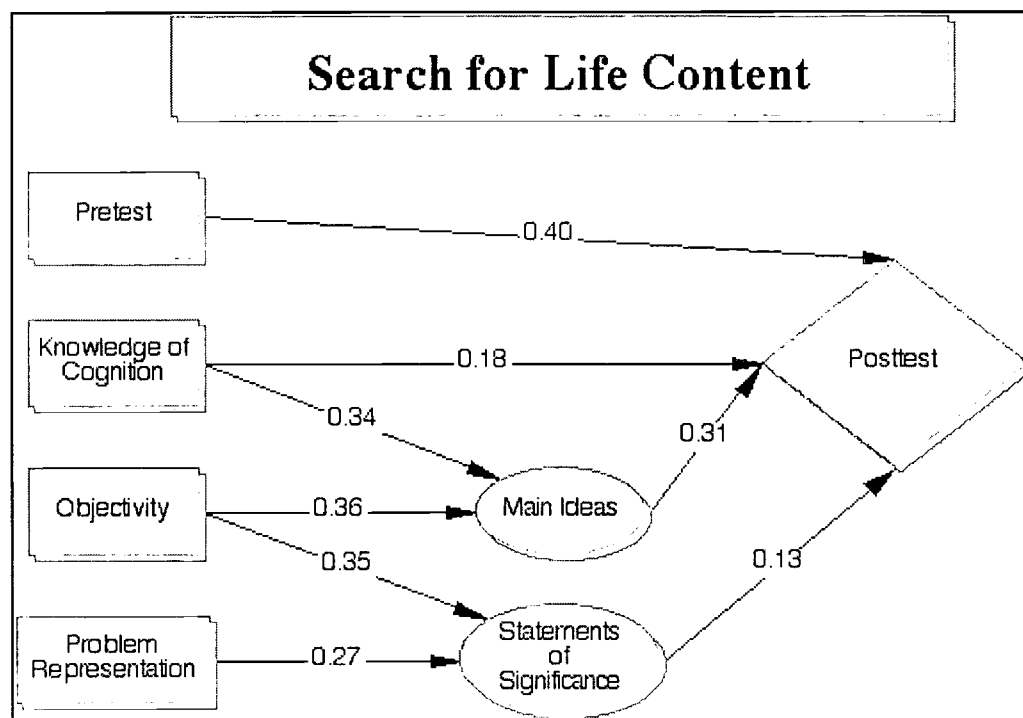 Search for Life Content
Pretest
0.40
Knowledge of
Cognition
0.18
Posttest
0.34
0.31
Objectivity
0.36
Main Ideas
0.35
0.13
Problem
Representation
0.27
Statements
of
Significance